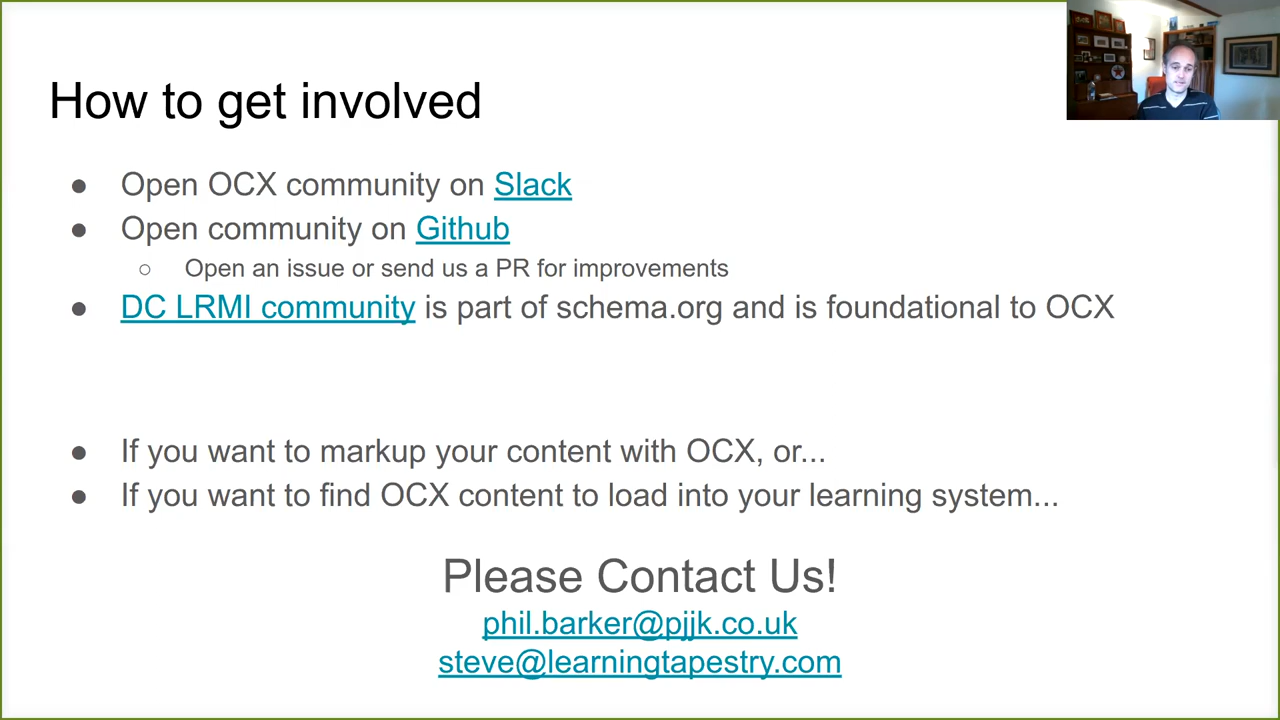 How to get involved
● Open OCX community on Slack
● Open community on Github
○ Open an issue or send us a PR for improvements
● DC LRMI community is part of schema.org and is foundational to OCX
● If you want to markup your content with OCX, or...
● If you want to find OCX content to load into your learning system...
Please Contact Us!
phil.barker@pjjk.co.uk
steve@learningtapestry.com